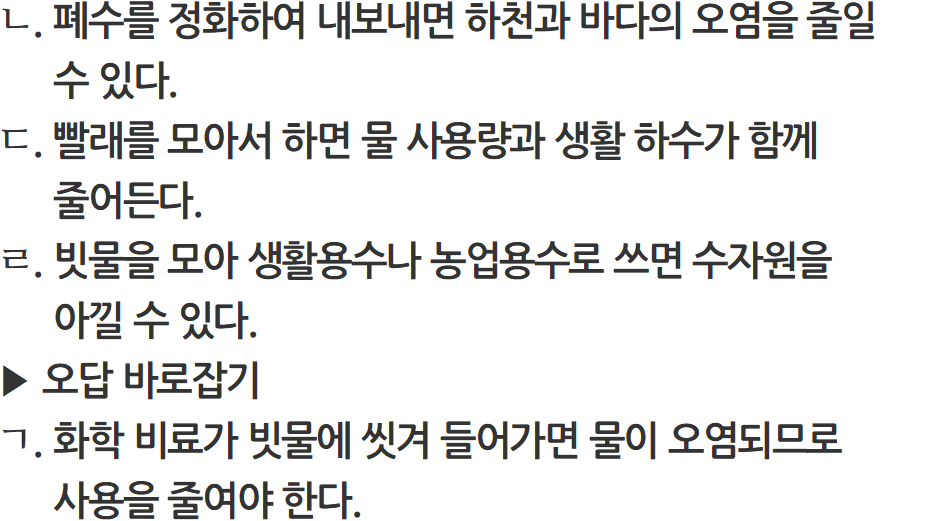 ㄴ. 폐수를 정화하여 내보내면 하천과 바다의 오염을 줄일
수 있다.
ㄷ. 빨래를 모아서 하면 물 사용량과 생활 하수가 함께
줄어든다.
ㄹ. 빗물을 모아 생활용수나 농업용수로 쓰면 수자원을
아낄 수 있다.
▶ 오답 바로잡기
ㄱ. 화학 비료가 빗물에 씻겨 들어가면 물이 오염되므로
사용을 줄여야 한다.